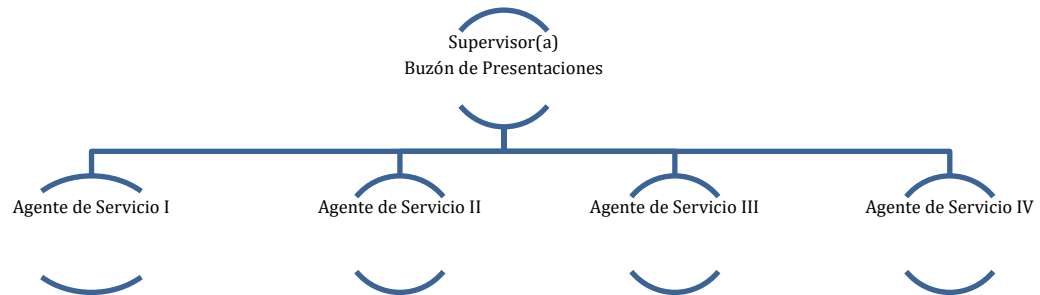 Supervisor(a)
Buzón de Presentaciones
Agente de Servicio I
Agente de Servicio II
Agente de Servicio III
Agente de Servicio IV